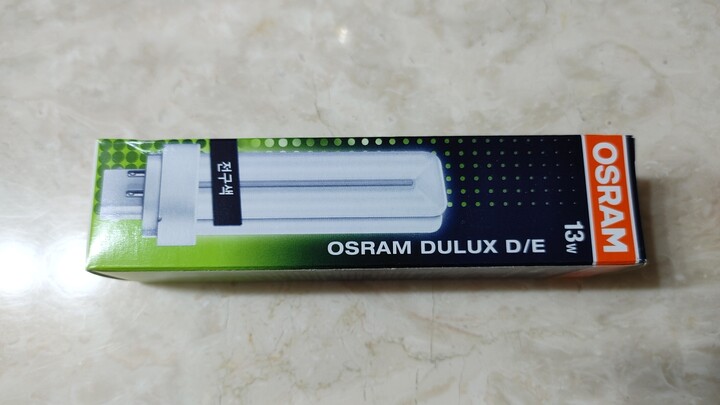 전구색
OSRAM DULUX D/E
13W
OSRAM